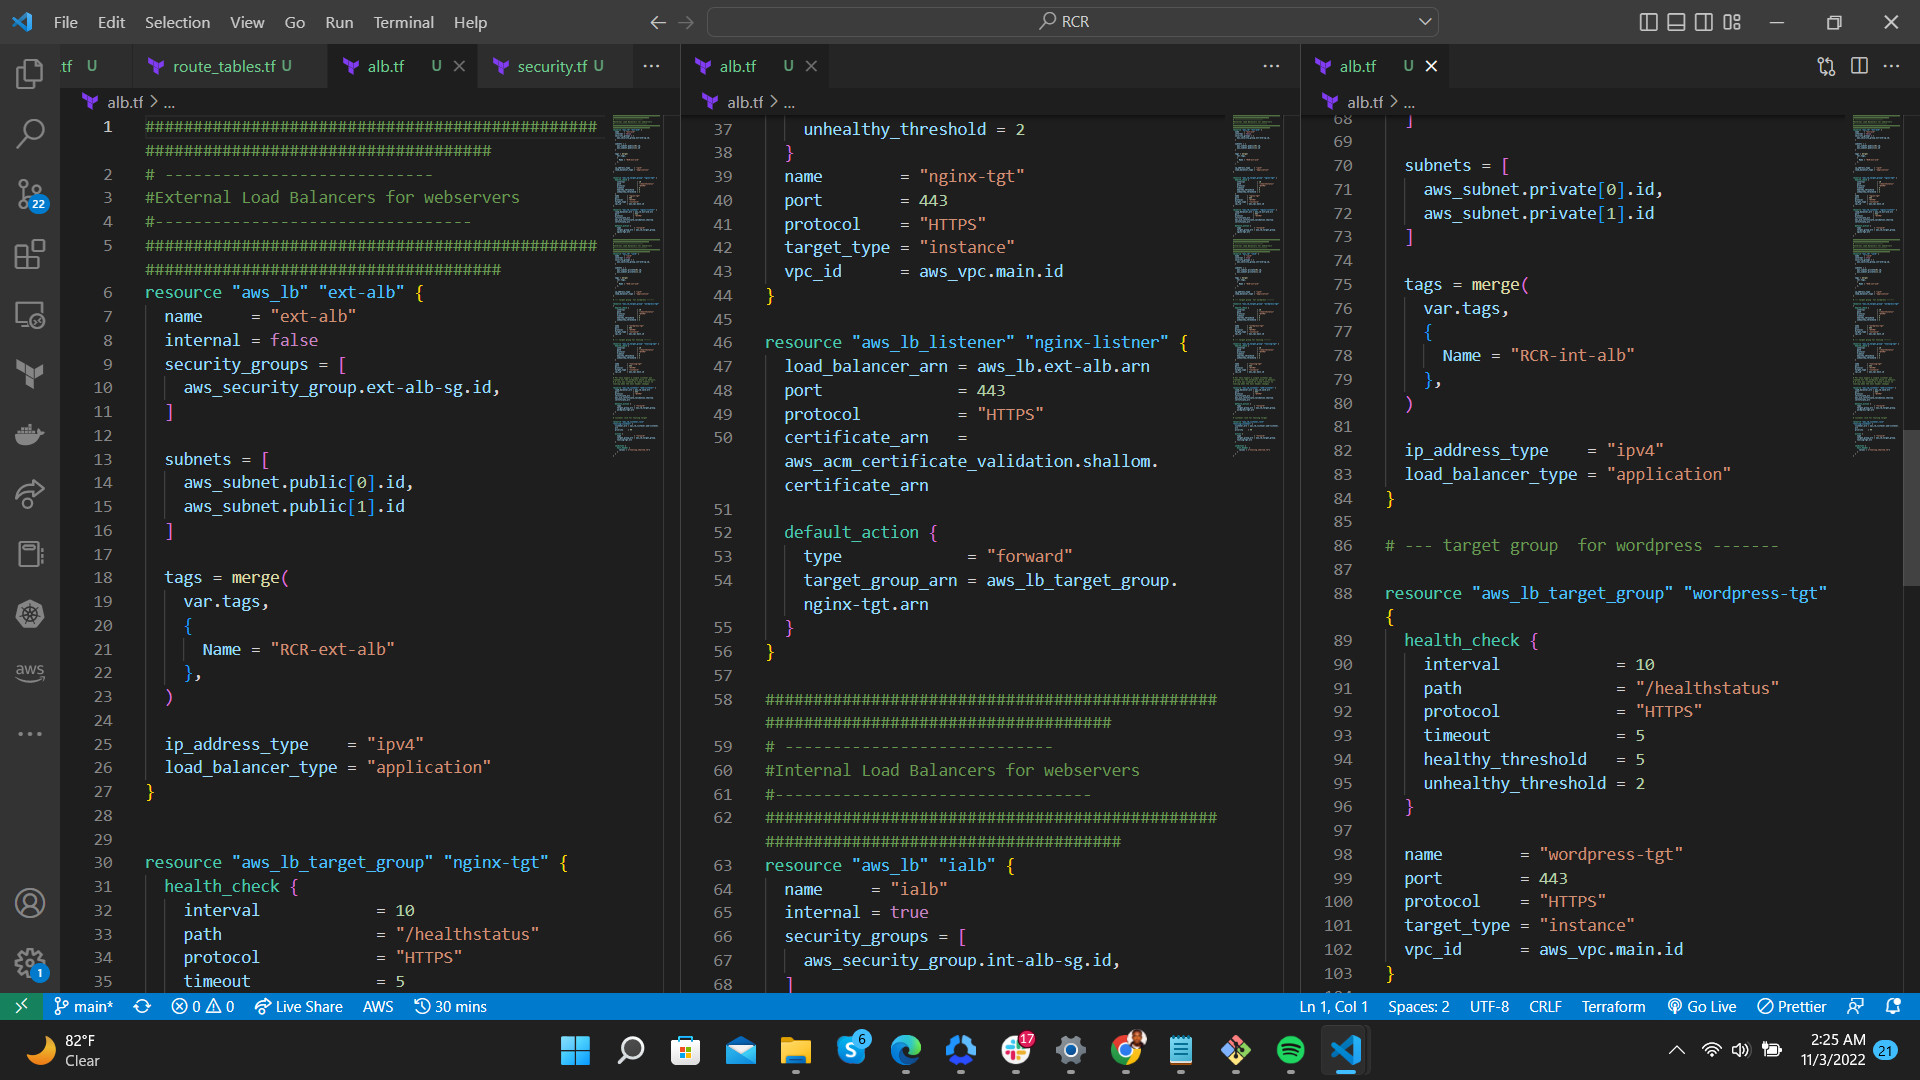 File Edit Selection View Go Run Terminal Help
RCR
.tf U
route_tables.tf U
alb.tf U
security.tf U
alb.tf > ...
1 ###############################################
####################################
2 # ----------------------------
3 #External Load Balancers for webservers
4 #---------------------------------
5 ###############################################
#####################################
6 resource "aws_lb" "ext-alb" {
7 name     = "ext-alb"
8 internal = false
9 security_groups = [
10 aws_security_group.ext-alb-sg.id,
11 ]
12
13 subnets = [
14 aws_subnet.public[0].id,
15 aws_subnet.public[1].id
16 ]
17
18 tags = merge(
19 var.tags,
20 {
21 Name = "RCR-ext-alb"
22 },
23 )
24
25 ip_address_type    = "ipv4"
26 load_balancer_type = "application"
27 }
28
29
30 resource "aws_lb_target_group" "nginx-tgt" {
31 health_check {
32 interval            = 10
33 path                = "/healthstatus"
34 protocol            = "HTTPS"
35 timeout             = 5
alb.tf U
alb.tf > ...
37 unhealthy_threshold = 2
38 }
39 name        = "nginx-tgt"
40 port        = 443
41 protocol    = "HTTPS"
42 target_type = "instance"
43 vpc_id      = aws_vpc.main.id
44 }
45
46 resource "aws_lb_listener" "nginx-listner" {
47 load_balancer_arn = aws_lb.ext-alb.arn
48 port              = 443
49 protocol          = "HTTPS"
50 certificate_arn   =
aws_acm_certificate_validation.shallom.
certificate_arn
51
52 default_action {
53 type             = "forward"
54 target_group_arn = aws_lb_target_group.
nginx-tgt.arn
55 }
56 }
57
58 ###############################################
####################################
59 # ----------------------------
60 #Internal Load Balancers for webservers
61 #---------------------------------
62 ###############################################
#####################################
63 resource "aws_lb" "ialb" {
64 name     = "ialb"
65 internal = true
66 security_groups = [
67 aws_security_group.int-alb-sg.id,
68 ]
alb.tf U
alb.tf > ...
68 ]
69
70 subnets = [
71 aws_subnet.private[0].id,
72 aws_subnet.private[1].id
73 ]
74
75 tags = merge(
76 var.tags,
77 {
78 Name = "RCR-int-alb"
79 },
80 )
81
82 ip_address_type    = "ipv4"
83 load_balancer_type = "application"
84 }
85
86 # --- target group  for wordpress -------
87
88 resource "aws_lb_target_group" "wordpress-tgt"
{
89 health_check {
90 interval            = 10
91 path                = "/healthstatus"
92 protocol            = "HTTPS"
93 timeout             = 5
94 healthy_threshold   = 5
95 unhealthy_threshold = 2
96 }
97
98 name        = "wordpress-tgt"
99 port        = 443
100 protocol    = "HTTPS"
101 target_type = "instance"
102 vpc_id      = aws_vpc.main.id
103 }
22
aws
1
main* 0 0 Live Share AWS 30 mins
Ln 1, Col 1 Spaces: 2 UTF-8 CRLF Terraform Go Live Prettier
82°F
Clear
S 6
17
2:25 AM
11/3/2022
21